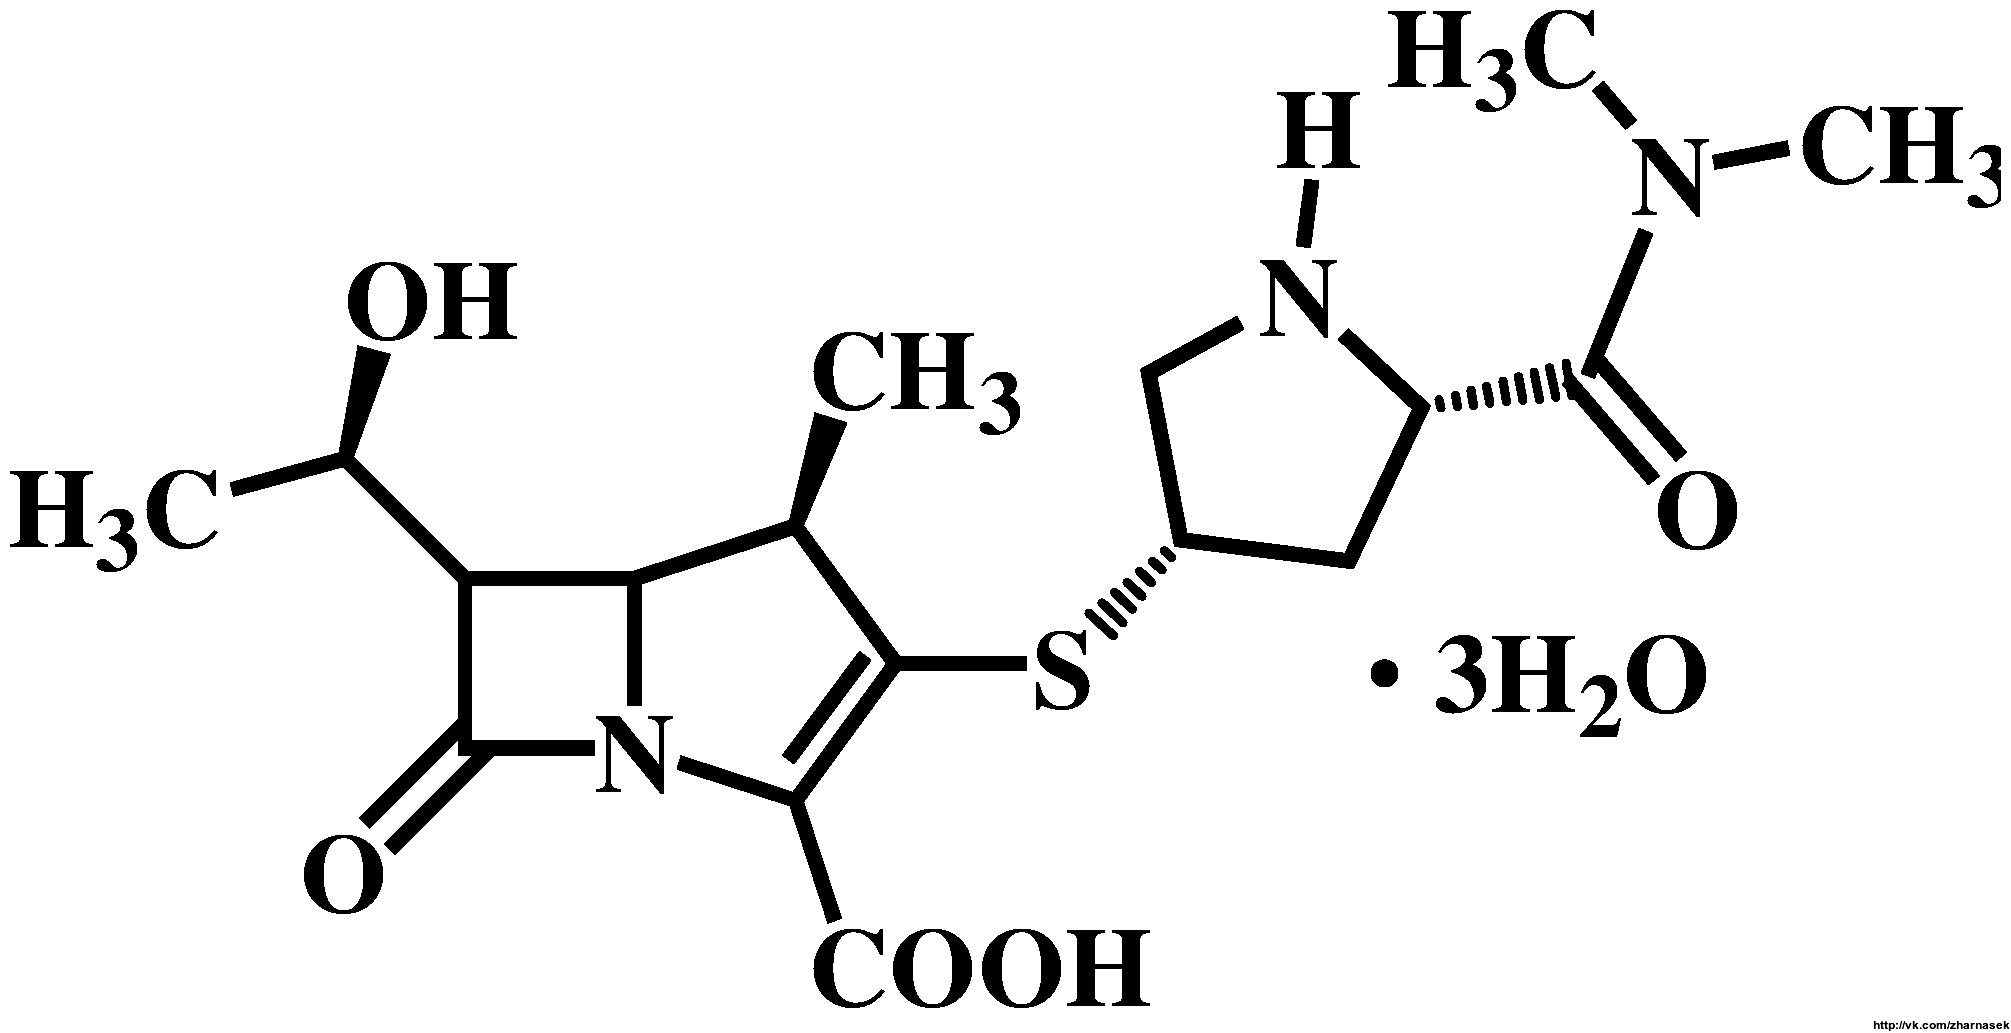 H3C
CH3
N
H
N
OH
CH3
H3C
O
S
• 3H2O
N
O
COOH
http://vk.com/zharnasek